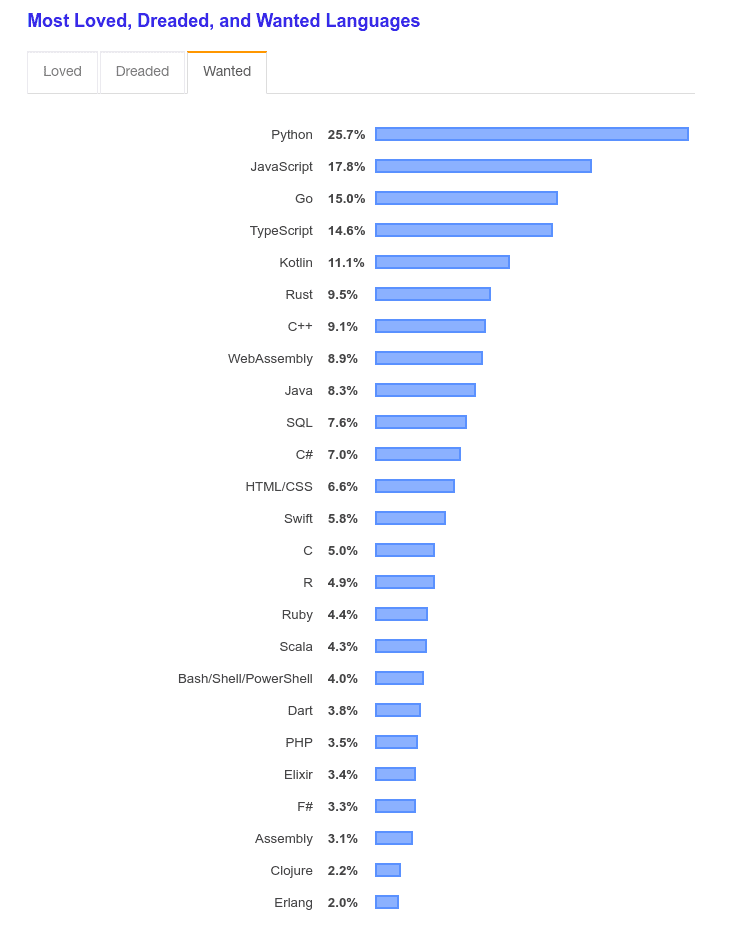 Most Loved, Dreaded, and Wanted Languages
Loved Dreaded Wanted
Python 25.7%
JavaScript 17.8%
Go 15.0%
TypeScript 14.6%
Kotlin 11.1%
Rust 9.5%
C++ 9.1%
WebAssembly 8.9%
Java 8.3%
SQL 7.6%
C# 7.0%
HTML/CSS 6.6%
Swift 5.8%
C 5.0%
R 4.9%
Ruby 4.4%
Scala 4.3%
Bash/Shell/PowerShell 4.0%
Dart 3.8%
PHP 3.5%
Elixir 3.4%
F# 3.3%
Assembly 3.1%
Clojure 2.2%
Erlang 2.0%